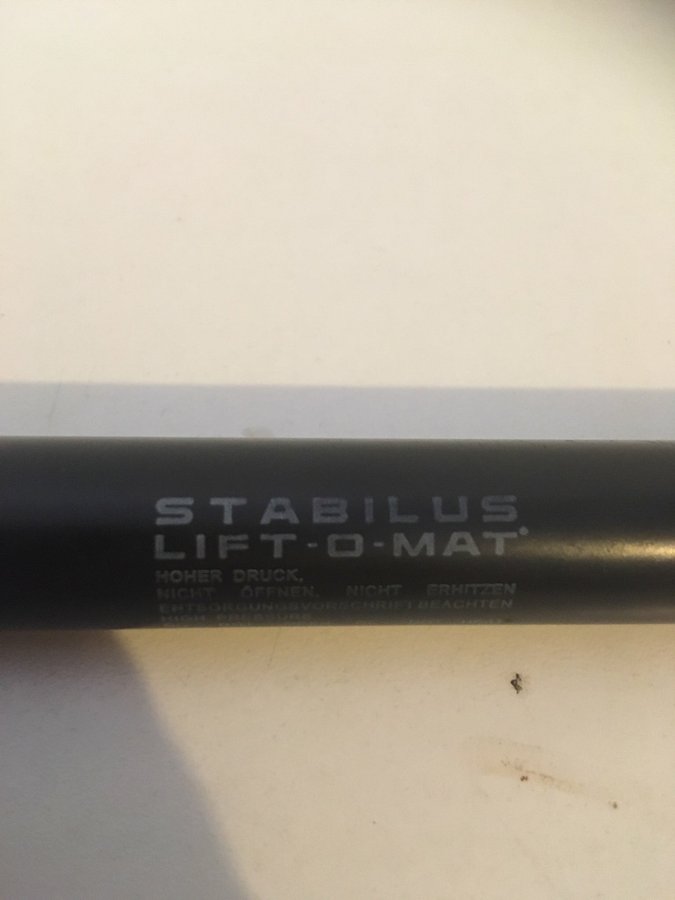 STABILUS
LIFT-O-MAT®
HOHER DRUCK,
NICHT ÖFFNEN, NICHT ERHITZEN
ENTSORGUNGSVORSCHRIFT BEACHTEN
HIGH PRESSURE